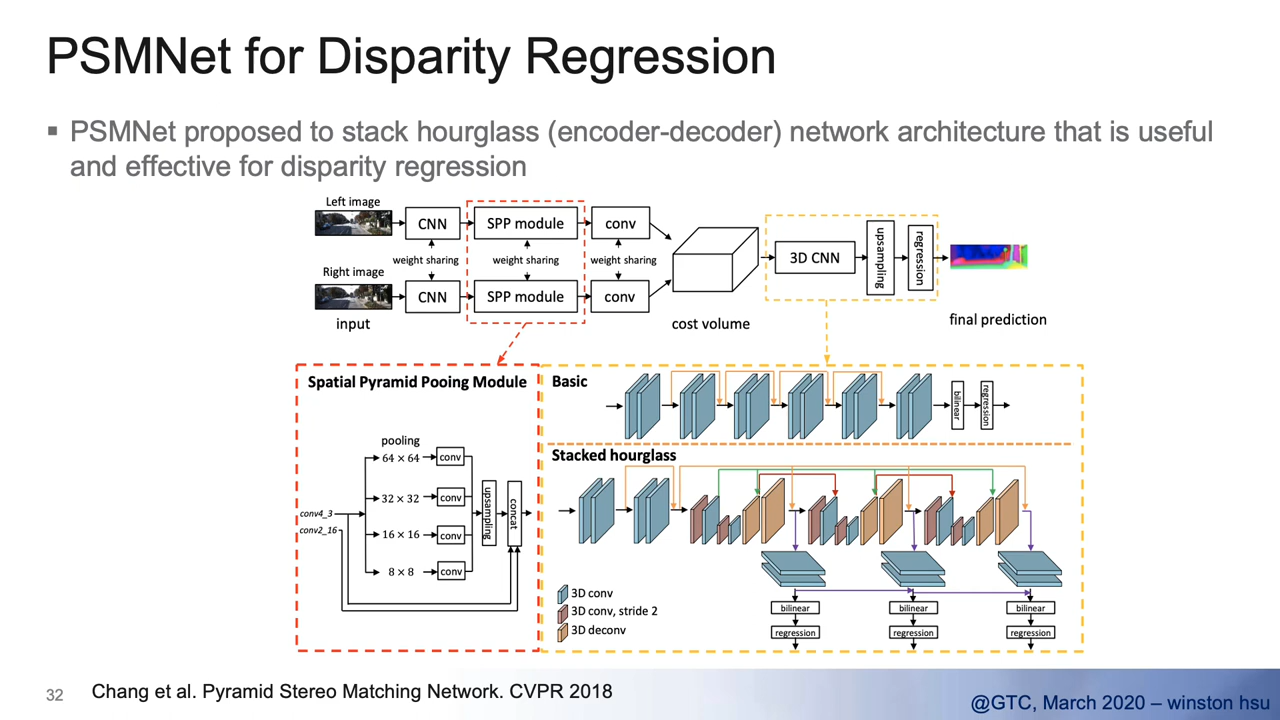 PSMNet for Disparity Regression
▪ PSMNet proposed to stack hourglass (encoder-decoder) network architecture that is useful
and effective for disparity regression
Left image
CNN
SPP module
conv
weight sharing
weight sharing
weight sharing
Right image
CNN
SPP module
conv
input
cost volume
3D CNN
upsampling
regression
final prediction
Spatial Pyramid Pooing Module
pooling
64 × 64
conv
32 × 32
conv
16 × 16
conv
8 × 8
conv
conv4_3
conv2_16
upsampling
concat
Basic
bilinear
regression
Stacked hourglass
3D conv
3D conv, stride 2
3D deconv
bilinear
bilinear
bilinear
regression
regression
regression
32
Chang et al. Pyramid Stereo Matching Network. CVPR 2018
@GTC, March 2020 – winston hsu